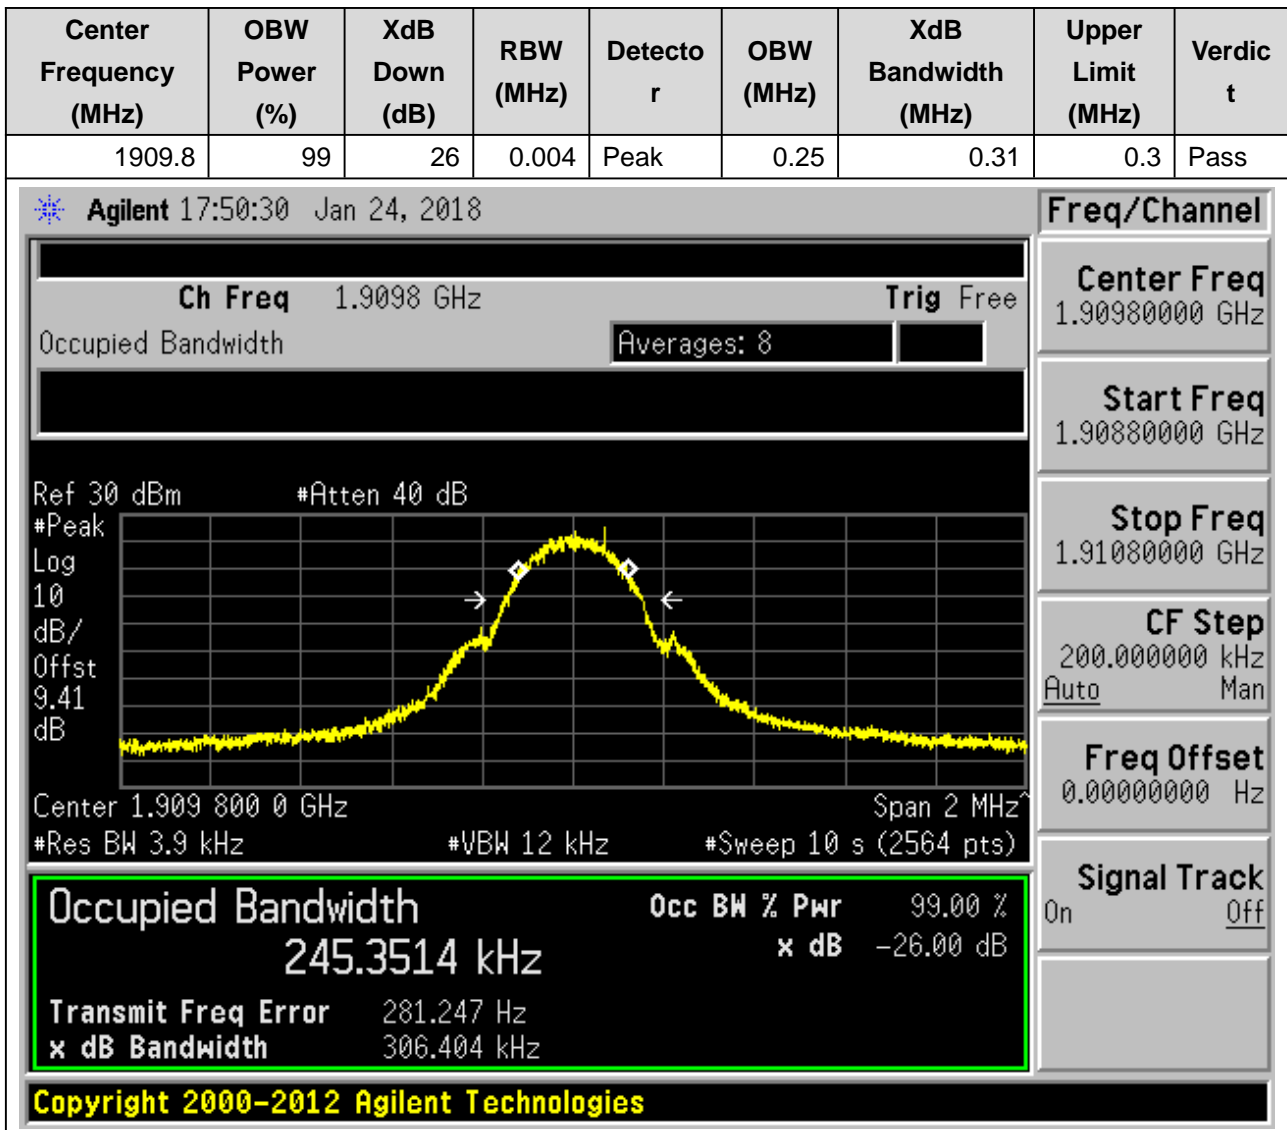 Center Frequency (MHz) OBW Power (%) XdB Down (dB) RBW (MHz) Detecto r OBW (MHz) XdB Bandwidth (MHz) Upper Limit (MHz) Verdic t
1909.8 99 26 0.004 Peak 0.25 0.31 0.3 Pass
Agilent 17:50:30 Jan 24, 2018
Freq/Channel
Ch Freq 1.9098 GHz Trig Free
Occupied Bandwidth Averages: 8
Ref 30 dBm #Atten 40 dB
#Peak
Log
10
dB/
Offst
9.41
dB
Center 1.909 800 0 GHz Span 2 MHz^
#Res BW 3.9 kHz #VBW 12 kHz #Sweep 10 s (2564 pts)
Occupied Bandwidth Occ BW % Pwr 99.00 %
245.3514 kHz x dB -26.00 dB
Transmit Freq Error 281.247 Hz
x dB Bandwidth 306.404 kHz
Center Freq
1.90980000 GHz
Start Freq
1.90880000 GHz
Stop Freq
1.91080000 GHz
CF Step
200.000000 kHz
Auto Man
Freq Offset
0.00000000 Hz
Signal Track
On Off
Copyright 2000-2012 Agilent Technologies